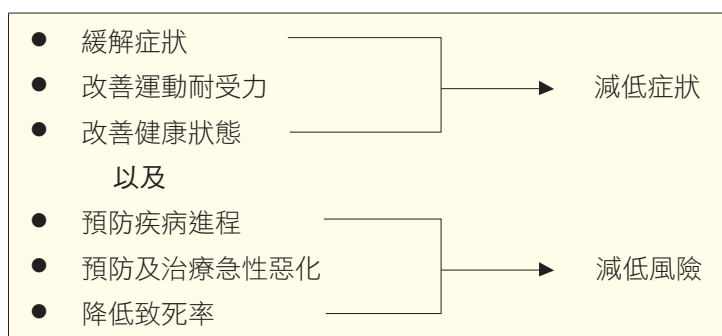 ● 緩解症狀
● 改善運動耐受力 減低症狀
● 改善健康狀態
以及
● 預防疾病進程
● 預防及治療急性惡化 減低風險
● 降低致死率